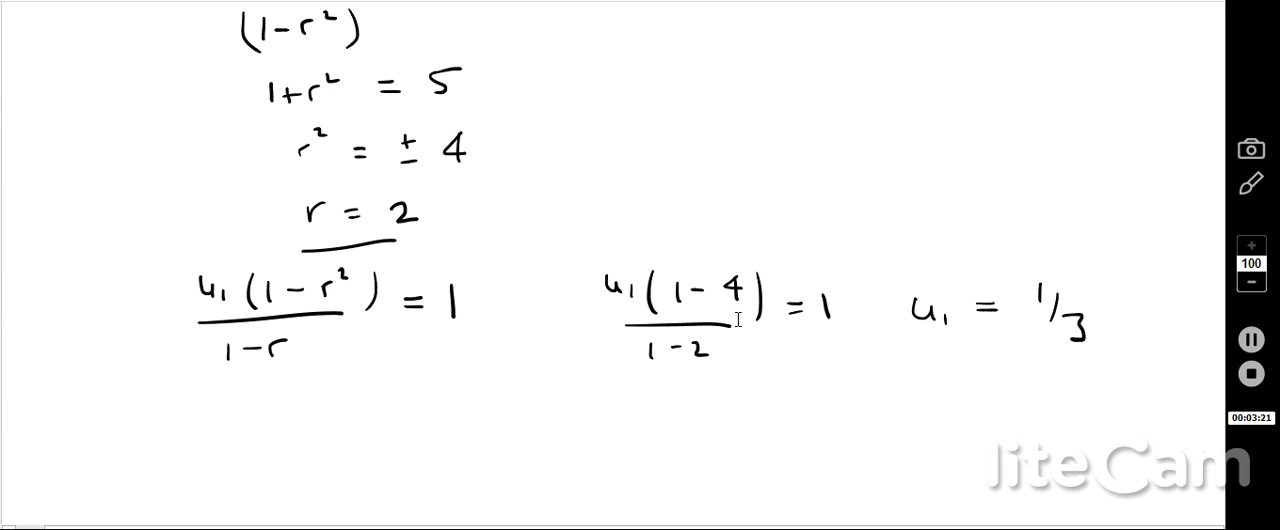 (1-r²)
1+r² = 5
r² = ± 4
r = 2
u₁(1-r²)/1-r = 1    u₁(1-4)/1-2 = 1    u₁ = 1/3
+
100
-
00:03:21
liteCam